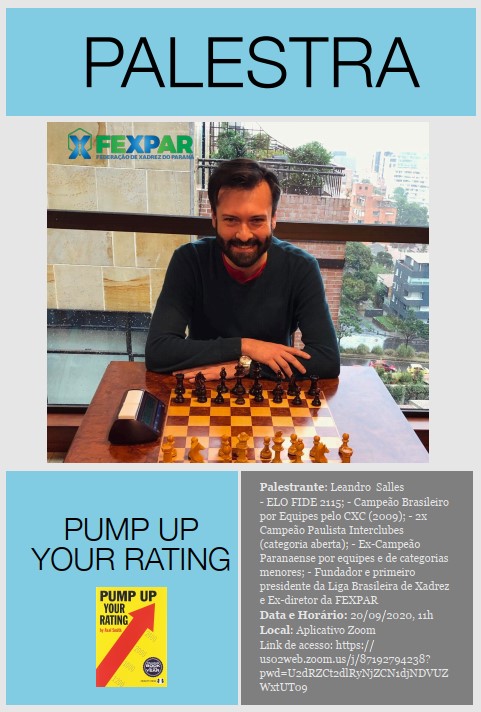 PALESTRA
FEXPAR
FEDERAÇÃO DE XADREZ DO PARANÁ
PUMP UP
YOUR RATING
PUMP UP
YOUR
RATING
by Axel Smith
Palestrante: Leandro Salles
- ELO FIDE 2115; - Campeão Brasileiro
por Equipes pelo CXC (2009); - 2x
Campeão Paulista Interclubes
(categoria aberta); - Ex-Campeão
Paranaense por equipes e de categorias
menores; - Fundador e primeiro
presidente da Liga Brasileira de Xadrez
e Ex-diretor da FEXPAR
Data e Horário: 20/09/2020, 11h
Local: Aplicativo Zoom
Link de acesso: https://
us02web.zoom.us/j/87192794238?
pwd=U2dRZCt2dlRyNjZCN1djNDVUZ
WxtUT09